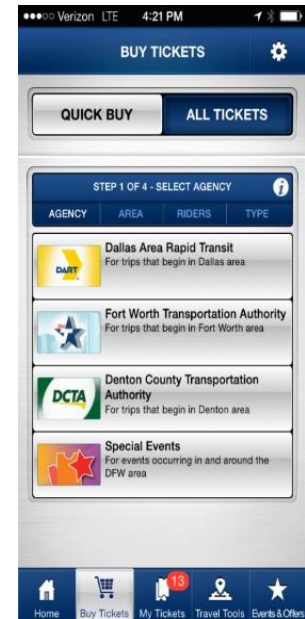 Verizon LTE 4:21 PM
BUY TICKETS
QUICK BUY ALL TICKETS
STEP 1 OF 4 - SELECT AGENCY i
AGENCY AREA RIDERS TYPE
DART
Dallas Area Rapid Transit
For trips that begin in Dallas area
Fort Worth Transportation Authority
For trips that begin in Fort Worth area
DCTA
Denton County Transportation
Authority
For trips that begin in Denton area
Special Events
For events occurring in and around the
DFW area
13
Home Buy Tickets My Tickets Travel Tools Events & Offers